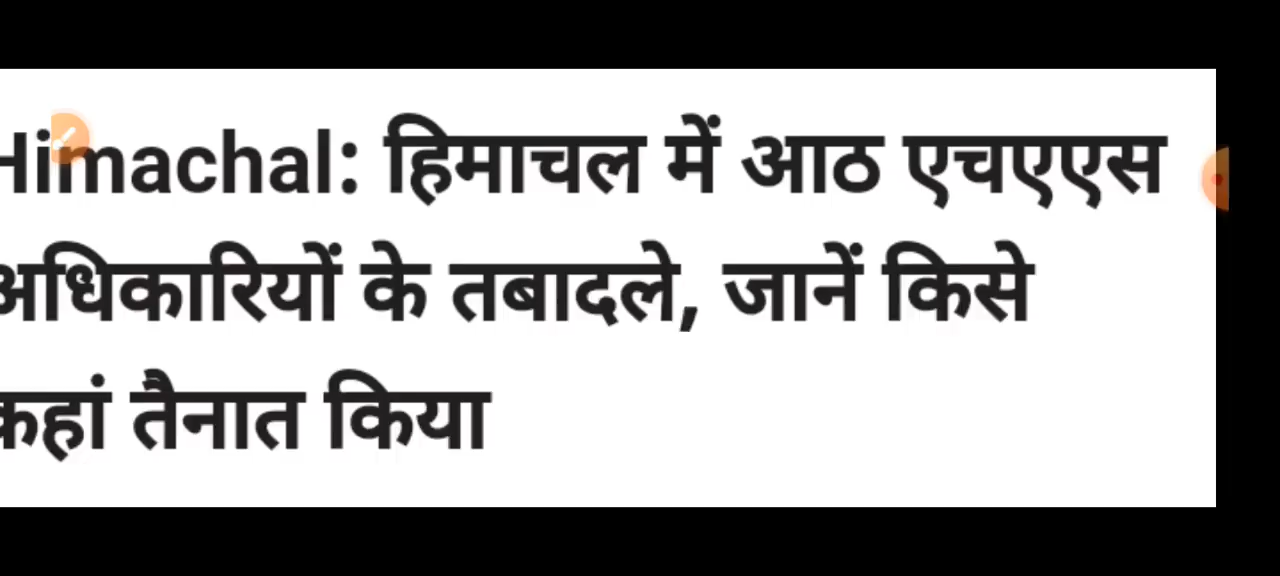 Himachal: हिमाचल में आठ एचएएस
अधिकारियों के तबादले, जानें किसे
कहां तैनात किया